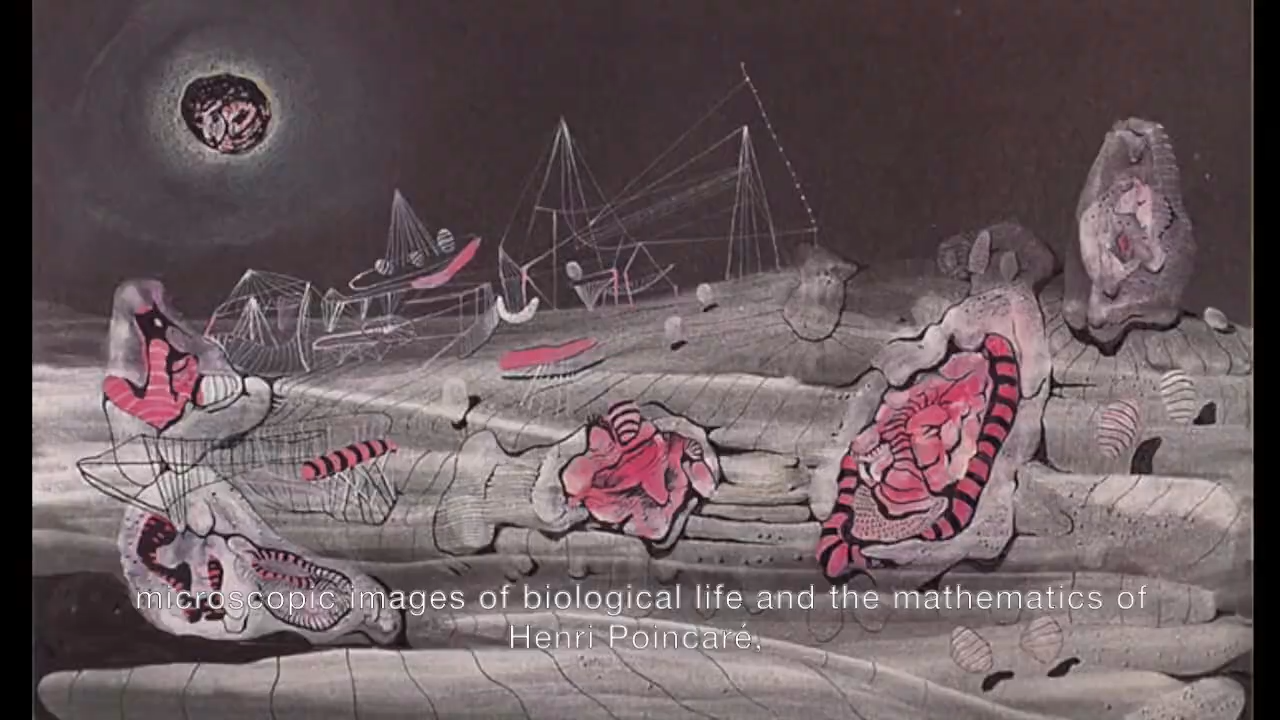 microscopic images of biological life and the mathematics of
Henri Poincaré,